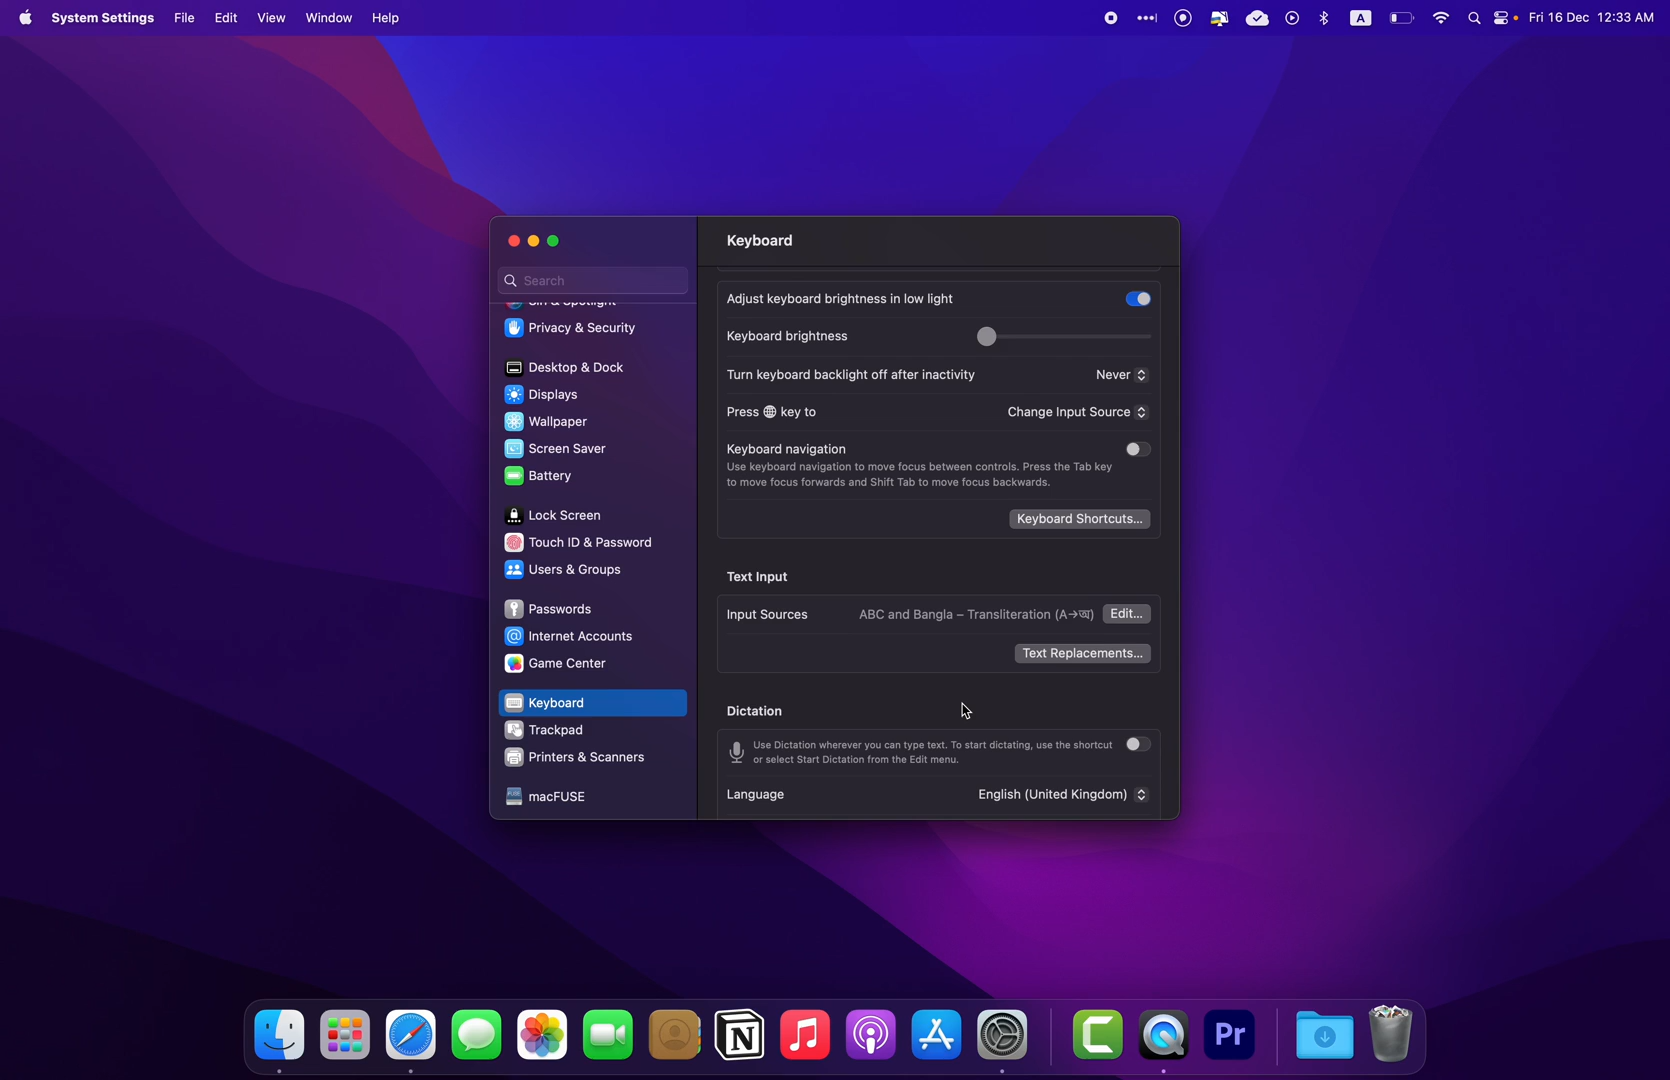 System Settings File Edit View Window Help
A
Fri 16 Dec 12:33 AM
Search
Privacy & Security
Desktop & Dock
Displays
Wallpaper
Screen Saver
Battery
Lock Screen
Touch ID & Password
Users & Groups
Passwords
Internet Accounts
Game Center
Keyboard
Trackpad
Printers & Scanners
macFUSE
Keyboard
Adjust keyboard brightness in low light
Keyboard brightness
Turn keyboard backlight off after inactivity Never
Press 🌐 key to Change Input Source
Keyboard navigation
Use keyboard navigation to move focus between controls. Press the Tab key
to move focus forwards and Shift Tab to move focus backwards.
Keyboard Shortcuts...
Text Input
Input Sources ABC and Bangla – Transliteration (A→অ) Edit...
Text Replacements...
Dictation
Use Dictation wherever you can type text. To start dictating, use the shortcut
or select Start Dictation from the Edit menu.
Language English (United Kingdom)
Pr